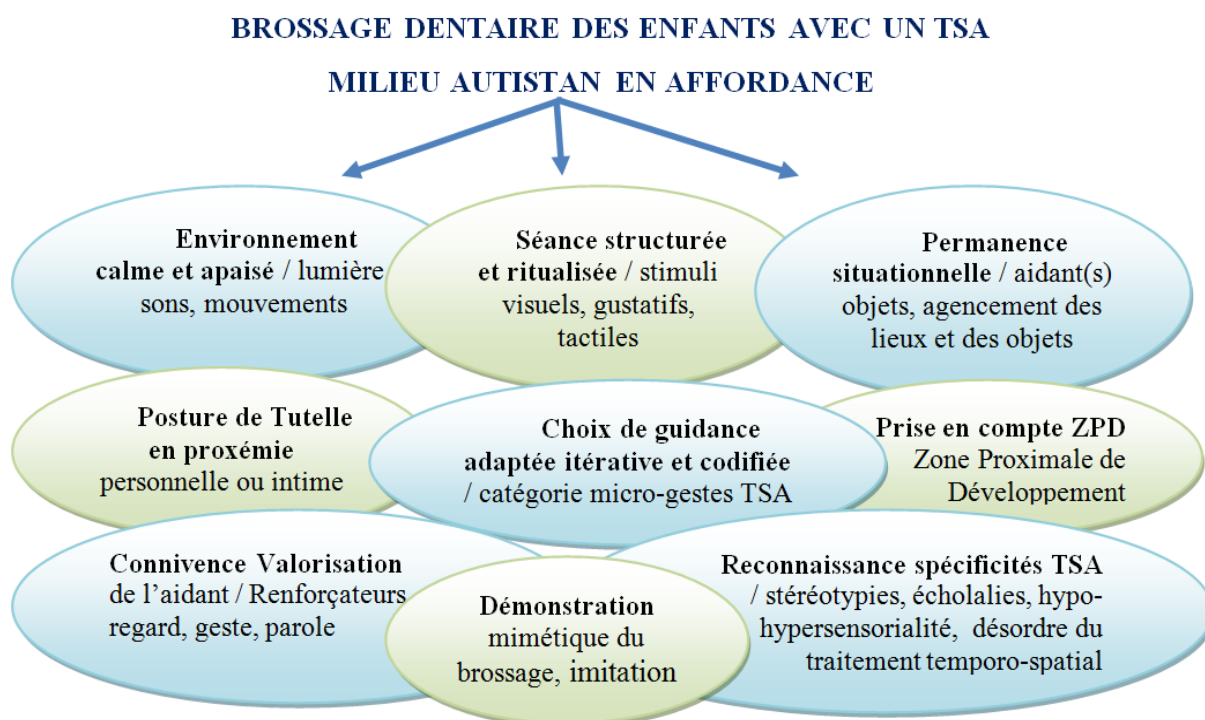 BROSSAGE DENTAIRE DES ENFANTS AVEC UN TSA
MILIEU AUTISTAN EN AFFORDANCE
Environnement
calme et apaisé / lumière
sons, mouvements
Séance structurée
et ritualisée / stimuli
visuels, gustatifs,
tactiles
Permanence
situationnelle / aidant(s)
objets, agencement des
lieux et des objets
Posture de Tutelle
en proxémie
personnelle ou intime
Choix de guidance
adaptée itérative et codifiée
/ catégorie micro-gestes TSA
Prise en compte ZPD
Zone Proximale de
Développement
Connivence Valorisation
de l’aidant / Renforçateurs
regard, geste, parole
Démonstration
mimétique du
brossage, imitation
Reconnaissance spécificités TSA
/ stéréotypies, écholalies, hypo-
hypersensorialité, désordre du
traitement temporo-spatial